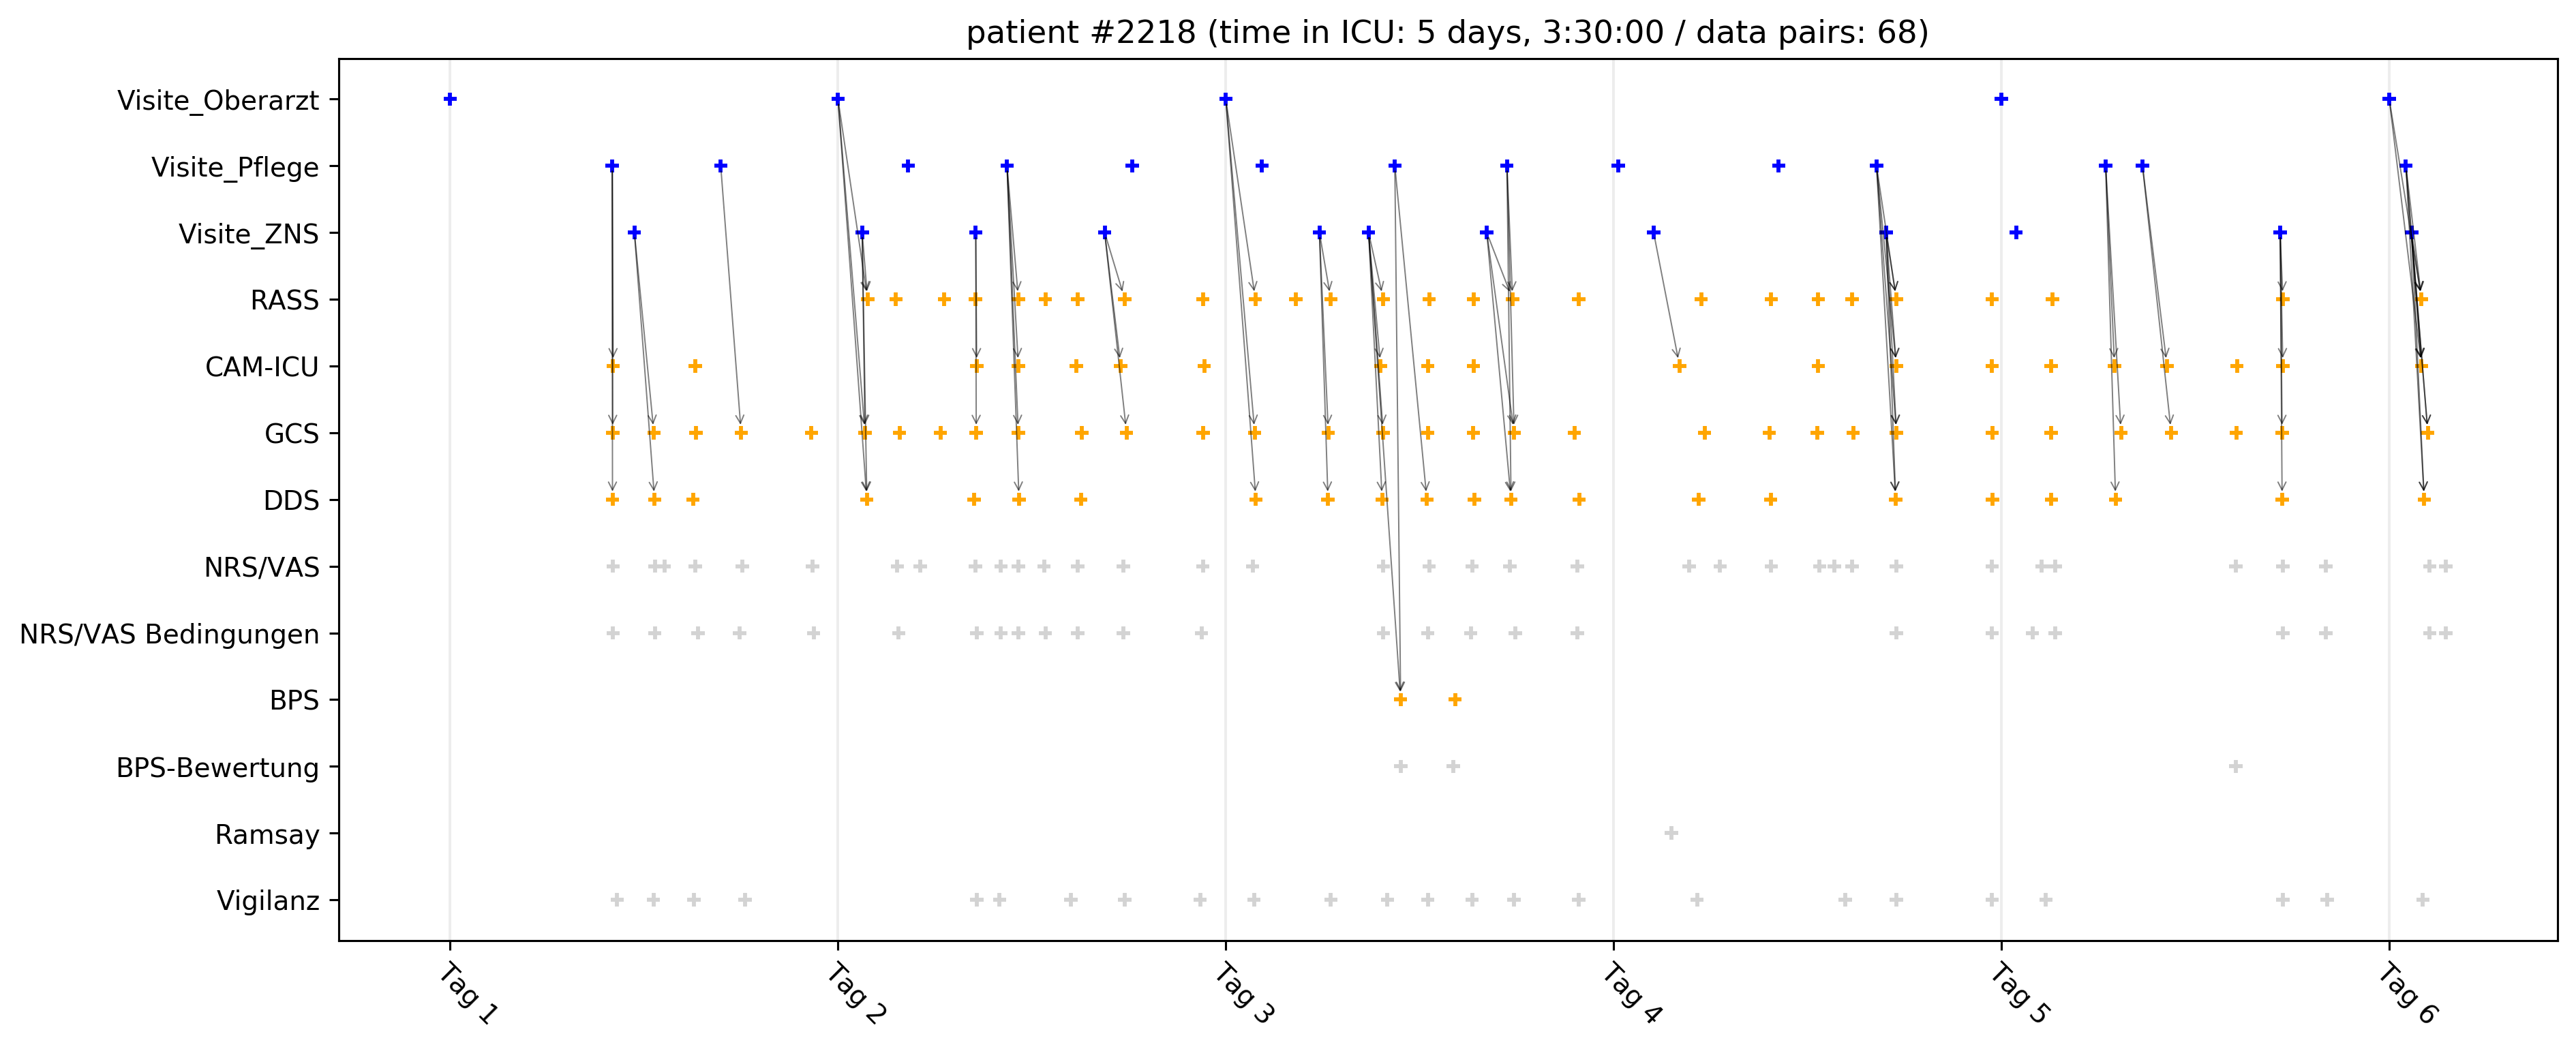 patient #2218 (time in ICU: 5 days, 3:30:00 / data pairs: 68)
Visite_Oberarzt
Visite_Pflege
Visite_ZNS
RASS
CAM-ICU
GCS
DDS
NRS/VAS
NRS/VAS Bedingungen
BPS
BPS-Bewertung
Ramsay
Vigilanz
Tag 1
Tag 2
Tag 3
Tag 4
Tag 5
Tag 6